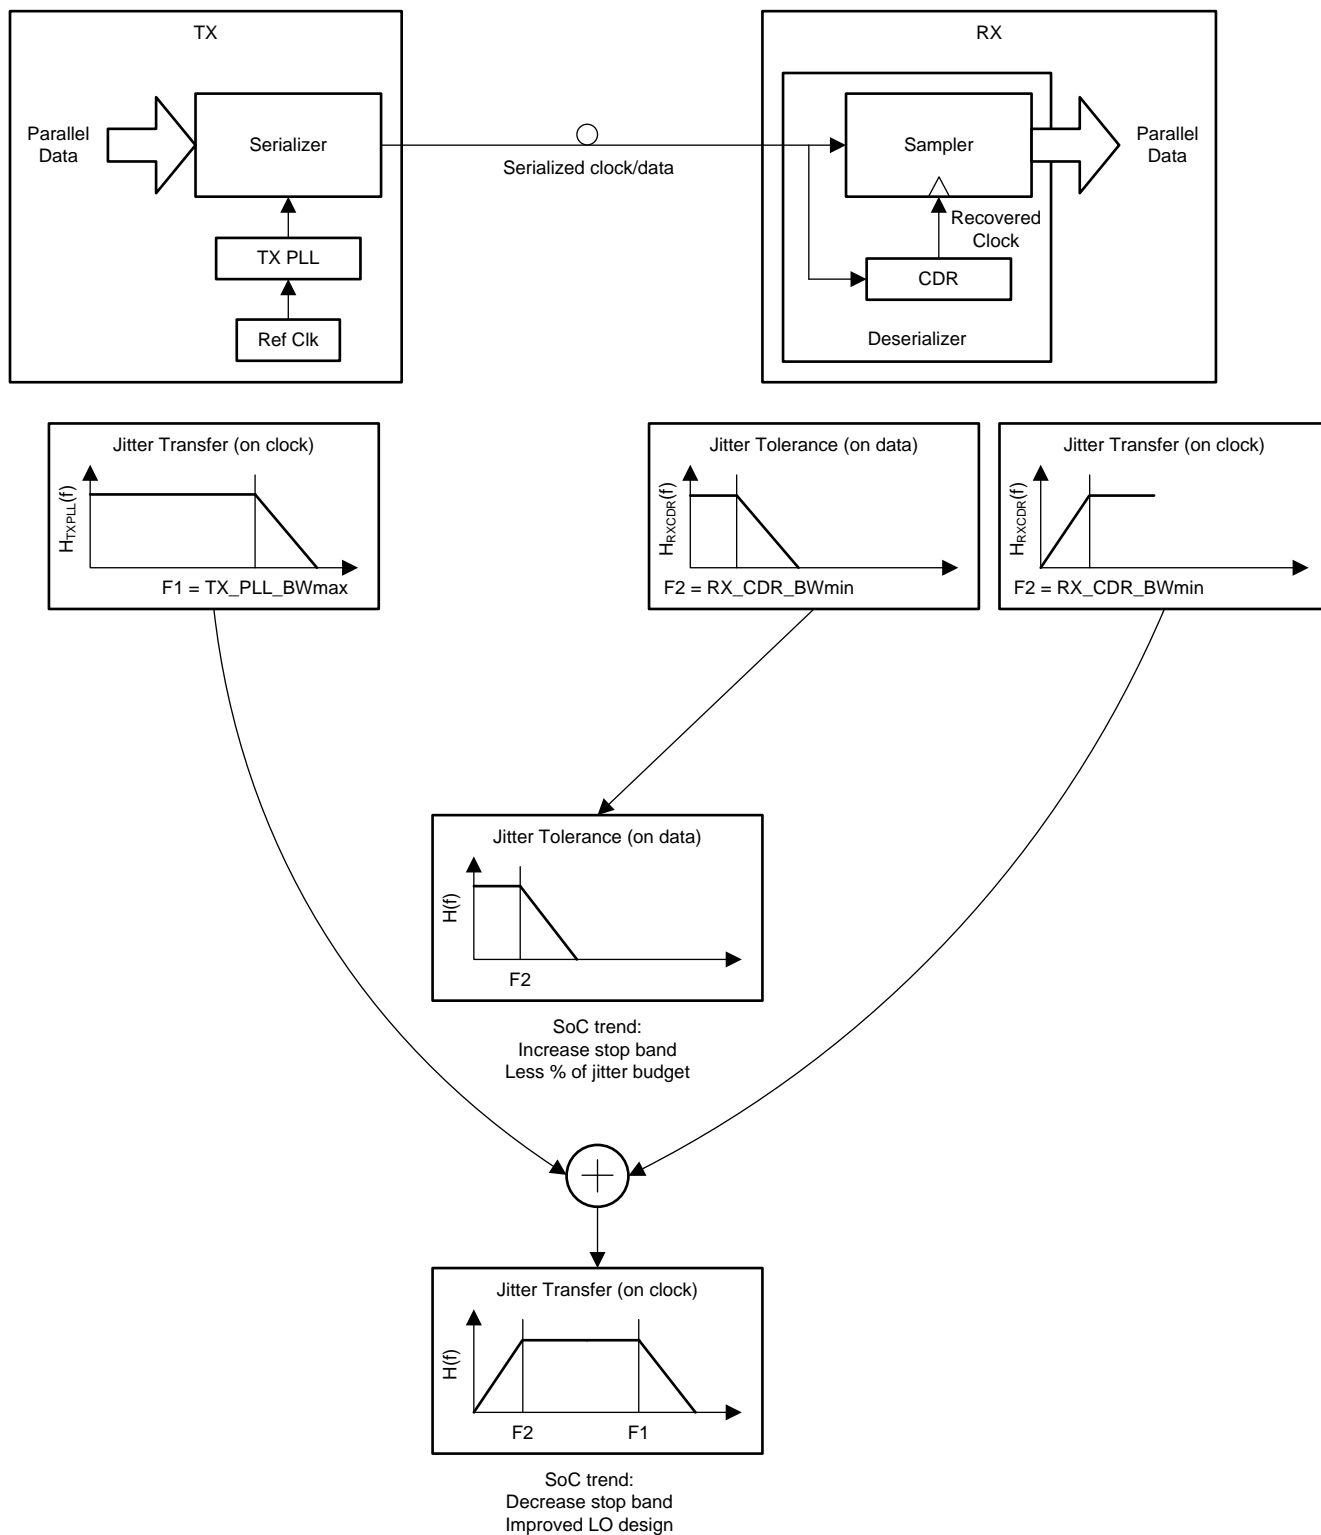 TX
Parallel
Data
Serializer
TX PLL
Ref Clk
Serialized clock/data
RX
Sampler
Recovered
Clock
CDR
Deserializer
Parallel
Data
Jitter Transfer (on clock)
HTXPLL(f)
F1 = TX_PLL_BWmax
Jitter Tolerance (on data)
HRXCDR(f)
F2 = RX_CDR_BWmin
Jitter Transfer (on clock)
HRXCDR(f)
F2 = RX_CDR_BWmin
Jitter Tolerance (on data)
H(f)
F2
SoC trend:
Increase stop band
Less % of jitter budget
Jitter Transfer (on clock)
H(f)
F2
F1
SoC trend:
Decrease stop band
Improved LO design